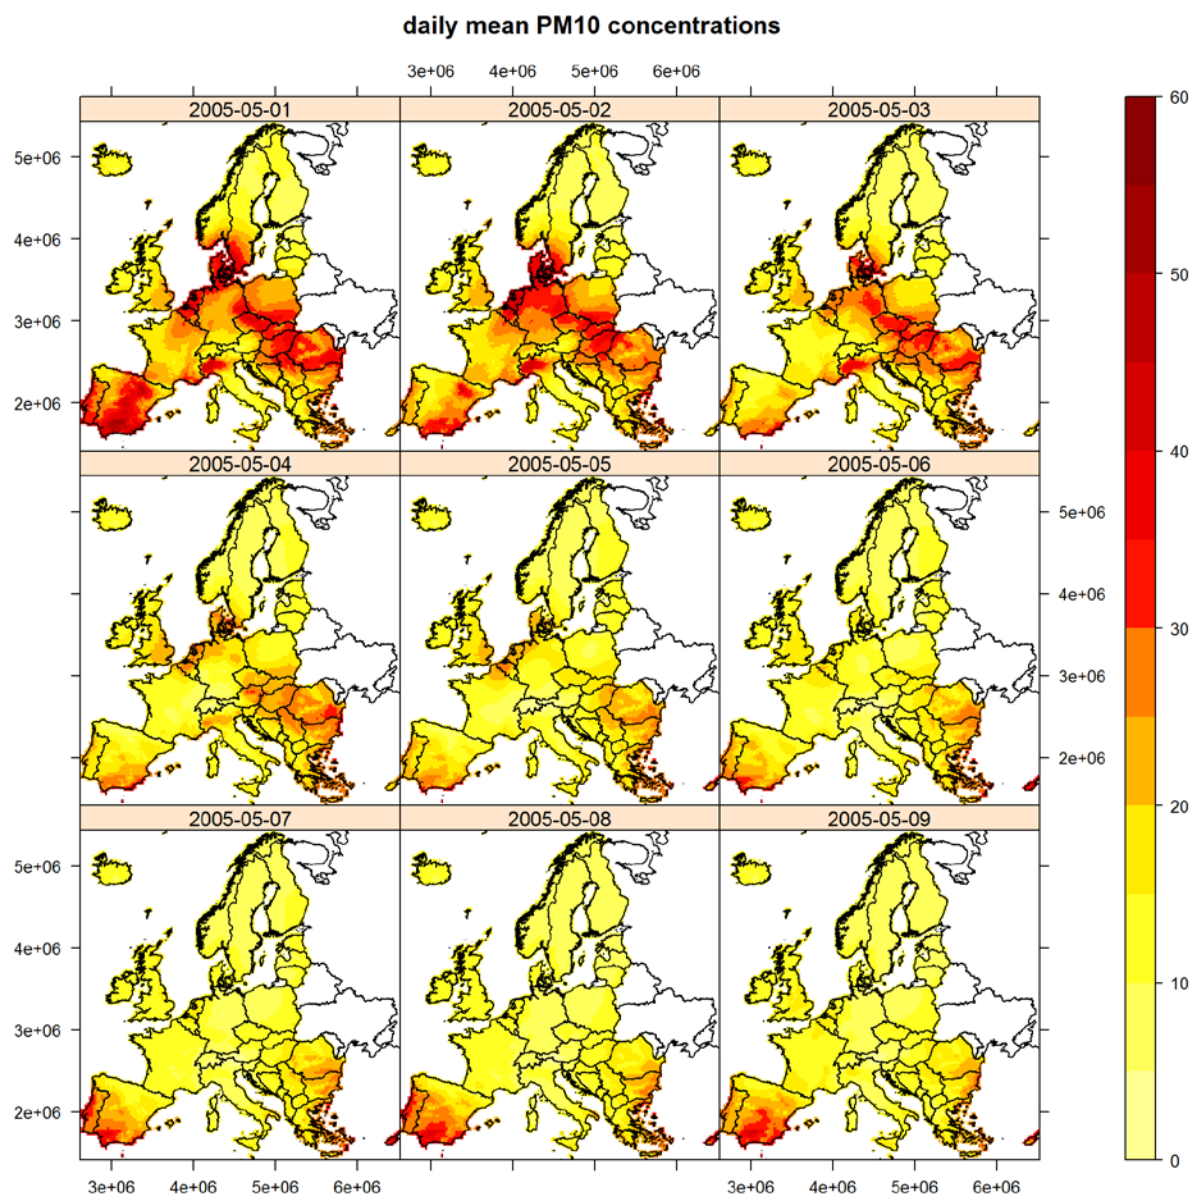 daily mean PM10 concentrations
3e+06 4e+06 5e+06 6e+06
2005-05-01 2005-05-02 2005-05-03
5e+06
4e+06
3e+06
2e+06
2005-05-04 2005-05-05 2005-05-06
5e+06
4e+06
3e+06
2e+06
2005-05-07 2005-05-08 2005-05-09
5e+06
4e+06
3e+06
2e+06
3e+06 4e+06 5e+06 6e+06 3e+06 4e+06 5e+06 6e+06
60
50
40
30
20
10
0